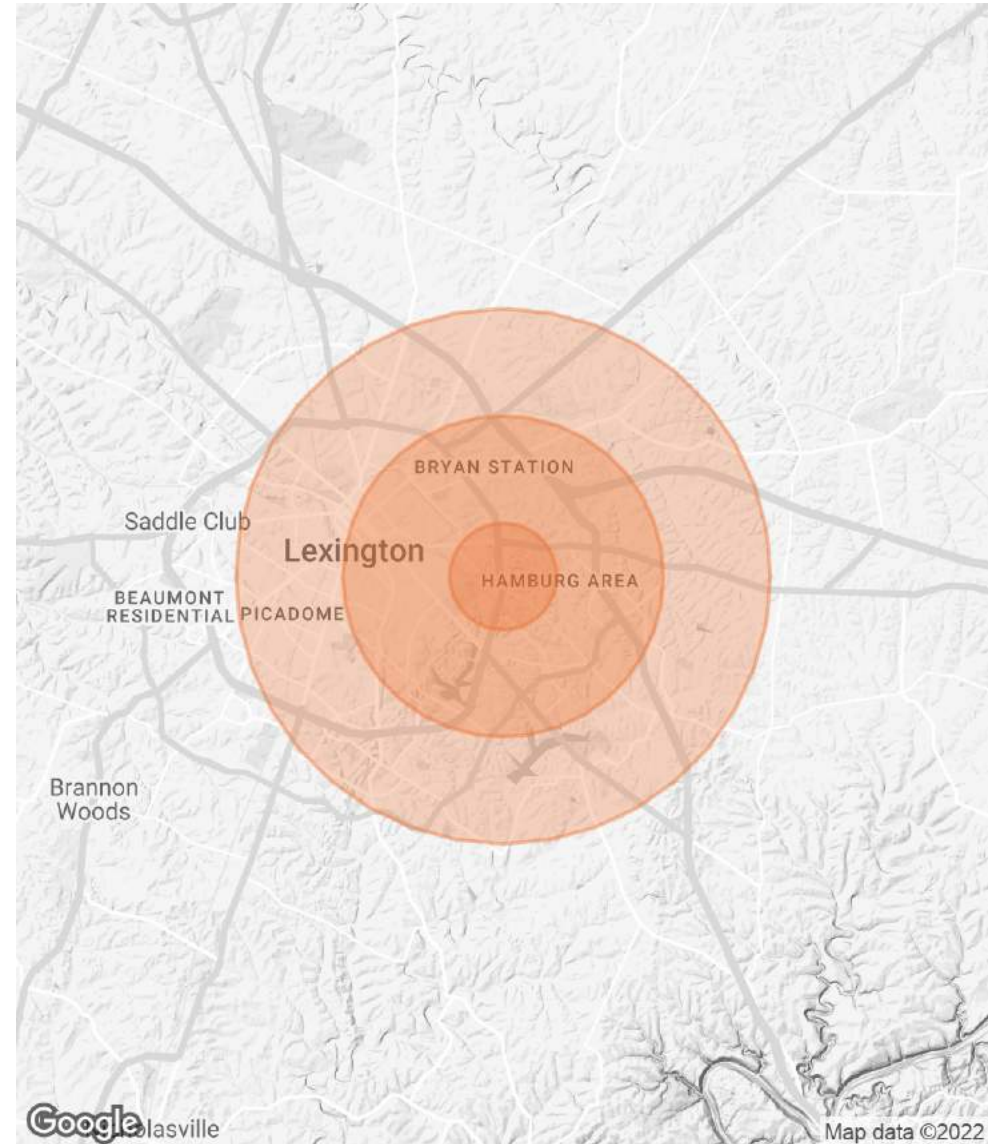 BRYAN STATION
Saddle Club
Lexington
HAMBURG AREA
BEAUMONT
RESIDENTIAL PICADOME
Brannon
Woods
Google
Map data ©2022